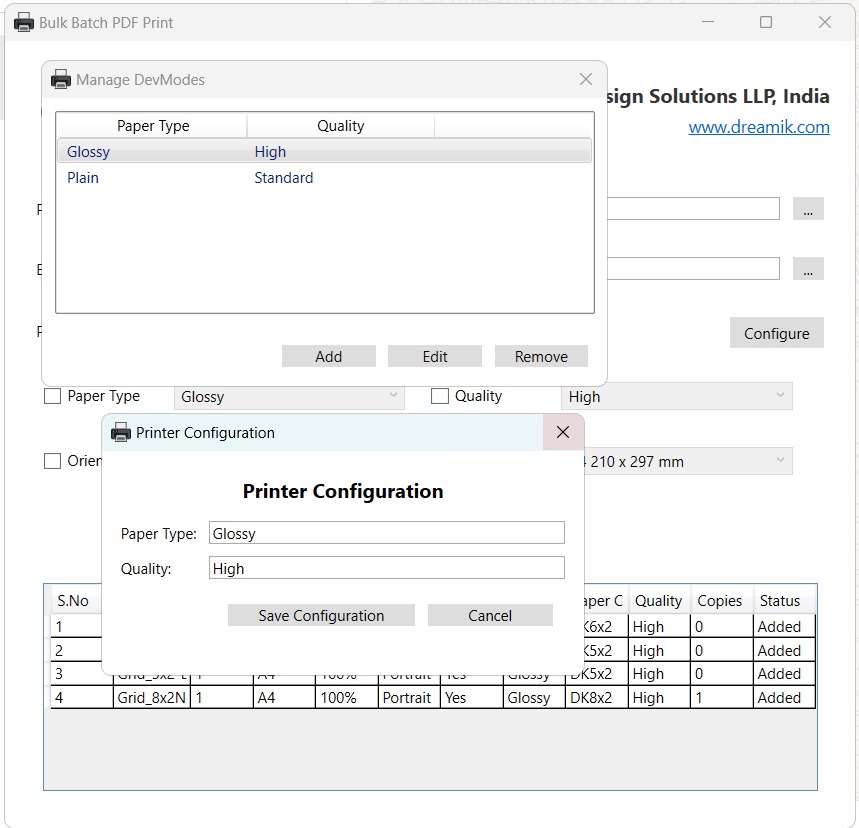 Bulk Batch PDF Print
Manage DevModes
sign Solutions LLP, India
www.dreamik.com
Paper Type Quality
Glossy High
Plain Standard
...
...
Add Edit Remove
Configure
Paper Type Glossy Quality High
Printer Configuration
Orien 210 x 297 mm
Printer Configuration
Paper Type: Glossy
Quality: High
Save Configuration Cancel
S.No aper C Quality Copies Status
1 K6x2 High 0 Added
2 K5x2 High 0 Added
3 Grid_5x2 L 1 A4 100% Portrait Yes Glossy DK5x2 High 0 Added
4 Grid_8x2N 1 A4 100% Portrait Yes Glossy DK8x2 High 1 Added